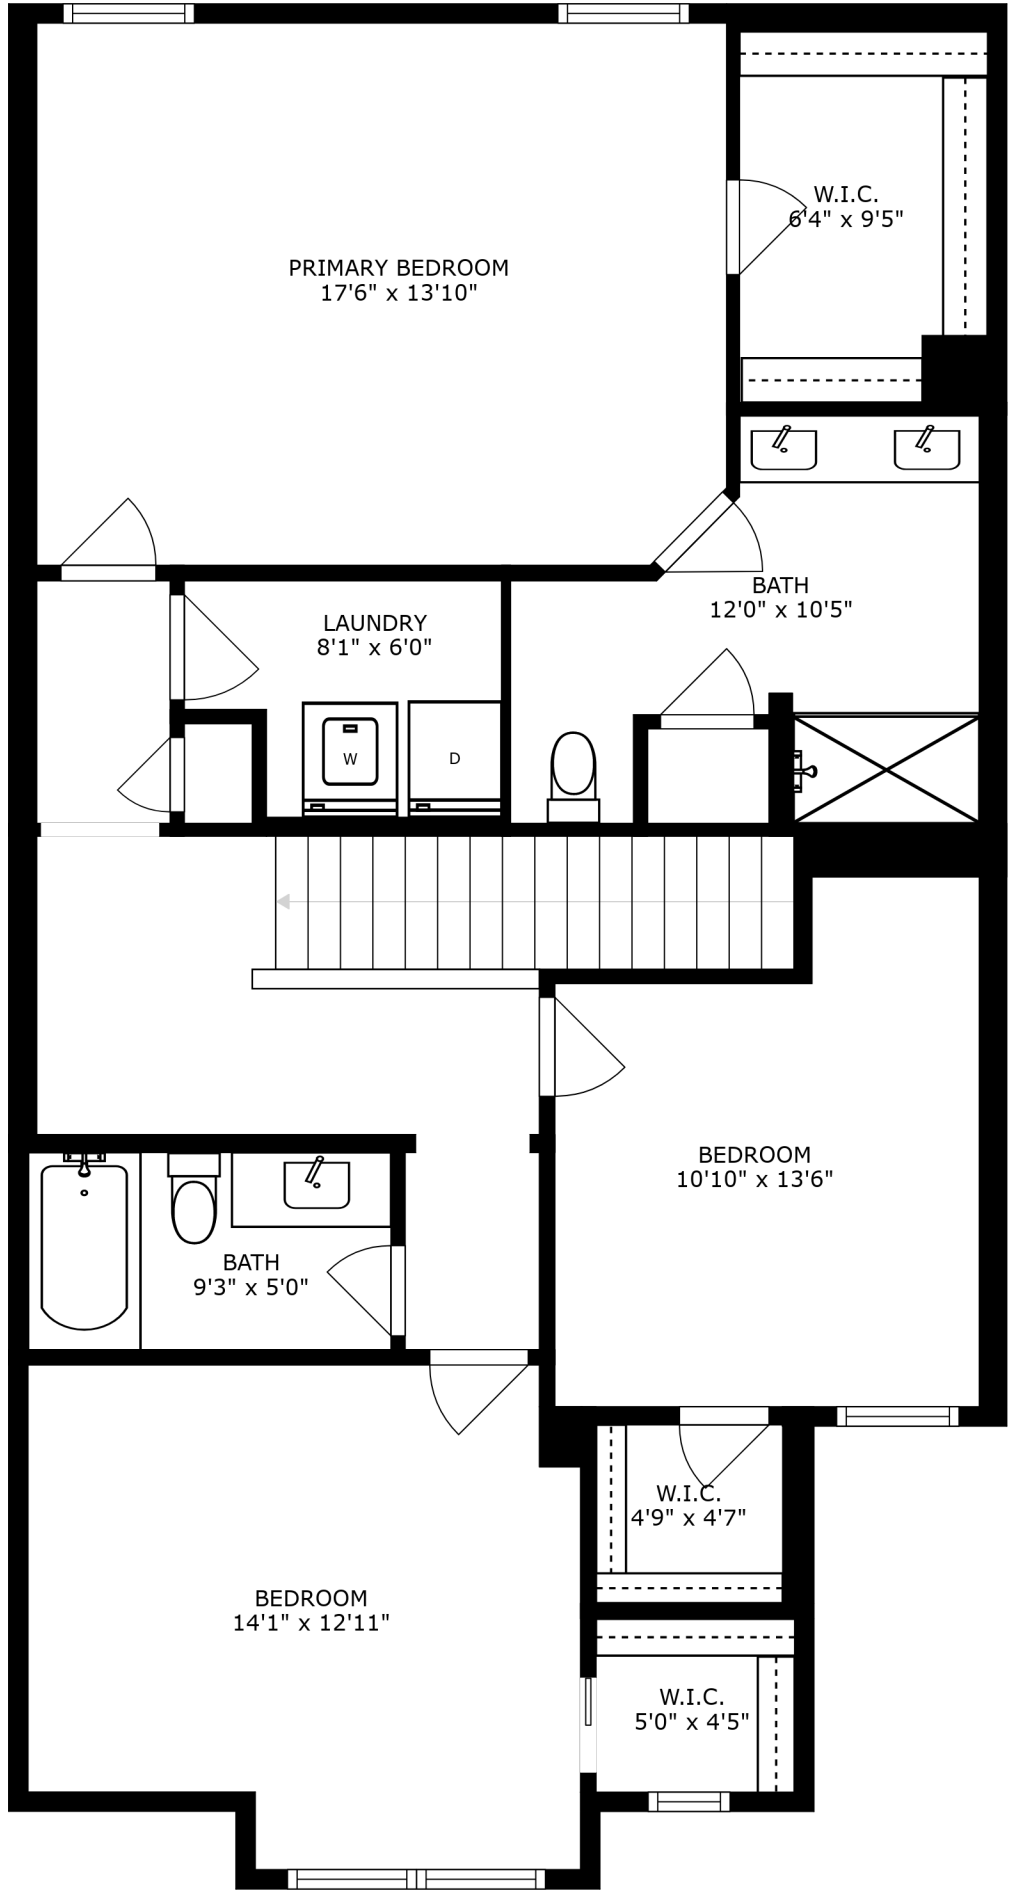 W.I.C.
6'4" x 9'5"
PRIMARY BEDROOM
17'6" x 13'10"
BATH
12'0" x 10'5"
LAUNDRY
8'1" x 6'0"
W
D
BEDROOM
10'10" x 13'6"
BATH
9'3" x 5'0"
W.I.C.
4'9" x 4'7"
BEDROOM
14'1" x 12'11"
W.I.C.
5'0" x 4'5"